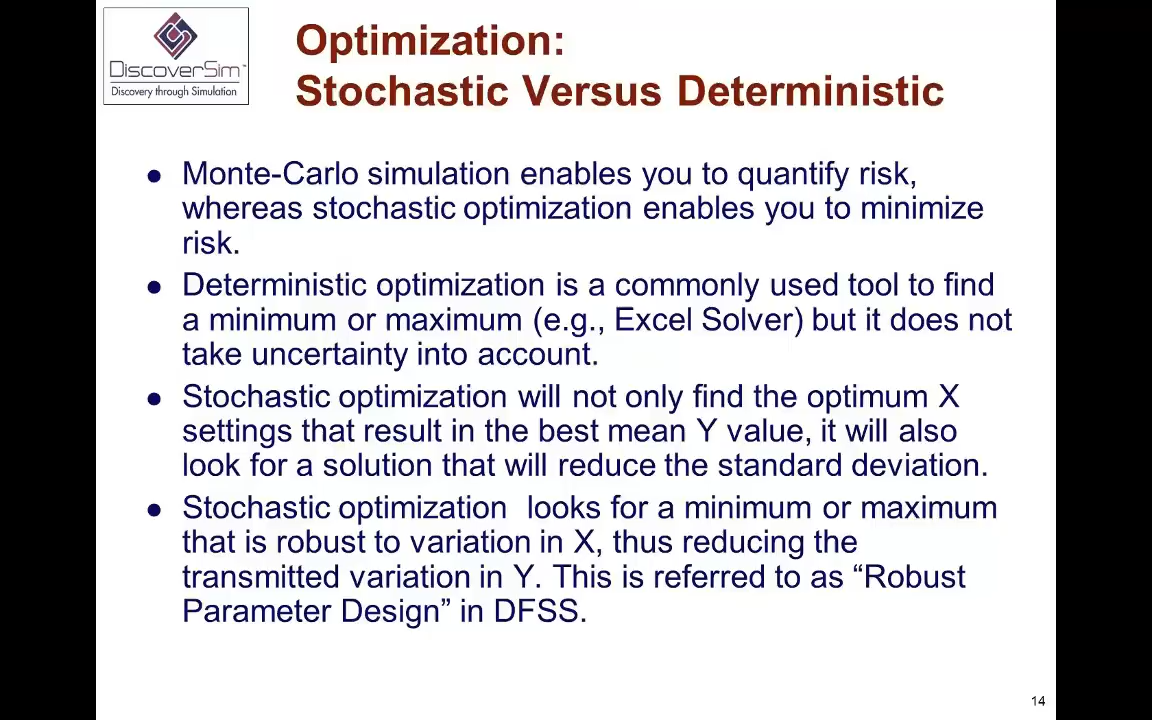 DiscoverSim™
Discovery through Simulation
Optimization:
Stochastic Versus Deterministic
● Monte-Carlo simulation enables you to quantify risk,
whereas stochastic optimization enables you to minimize
risk.
● Deterministic optimization is a commonly used tool to find
a minimum or maximum (e.g., Excel Solver) but it does not
take uncertainty into account.
● Stochastic optimization will not only find the optimum X
settings that result in the best mean Y value, it will also
look for a solution that will reduce the standard deviation.
● Stochastic optimization looks for a minimum or maximum
that is robust to variation in X, thus reducing the
transmitted variation in Y. This is referred to as “Robust
Parameter Design” in DFSS.
14